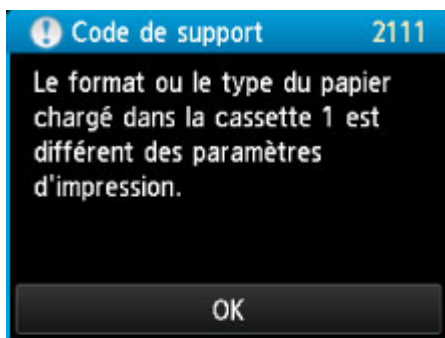 Code de support 2111
Le format ou le type du papier
chargé dans la cassette 1 est
différent des paramètres
d'impression.
OK